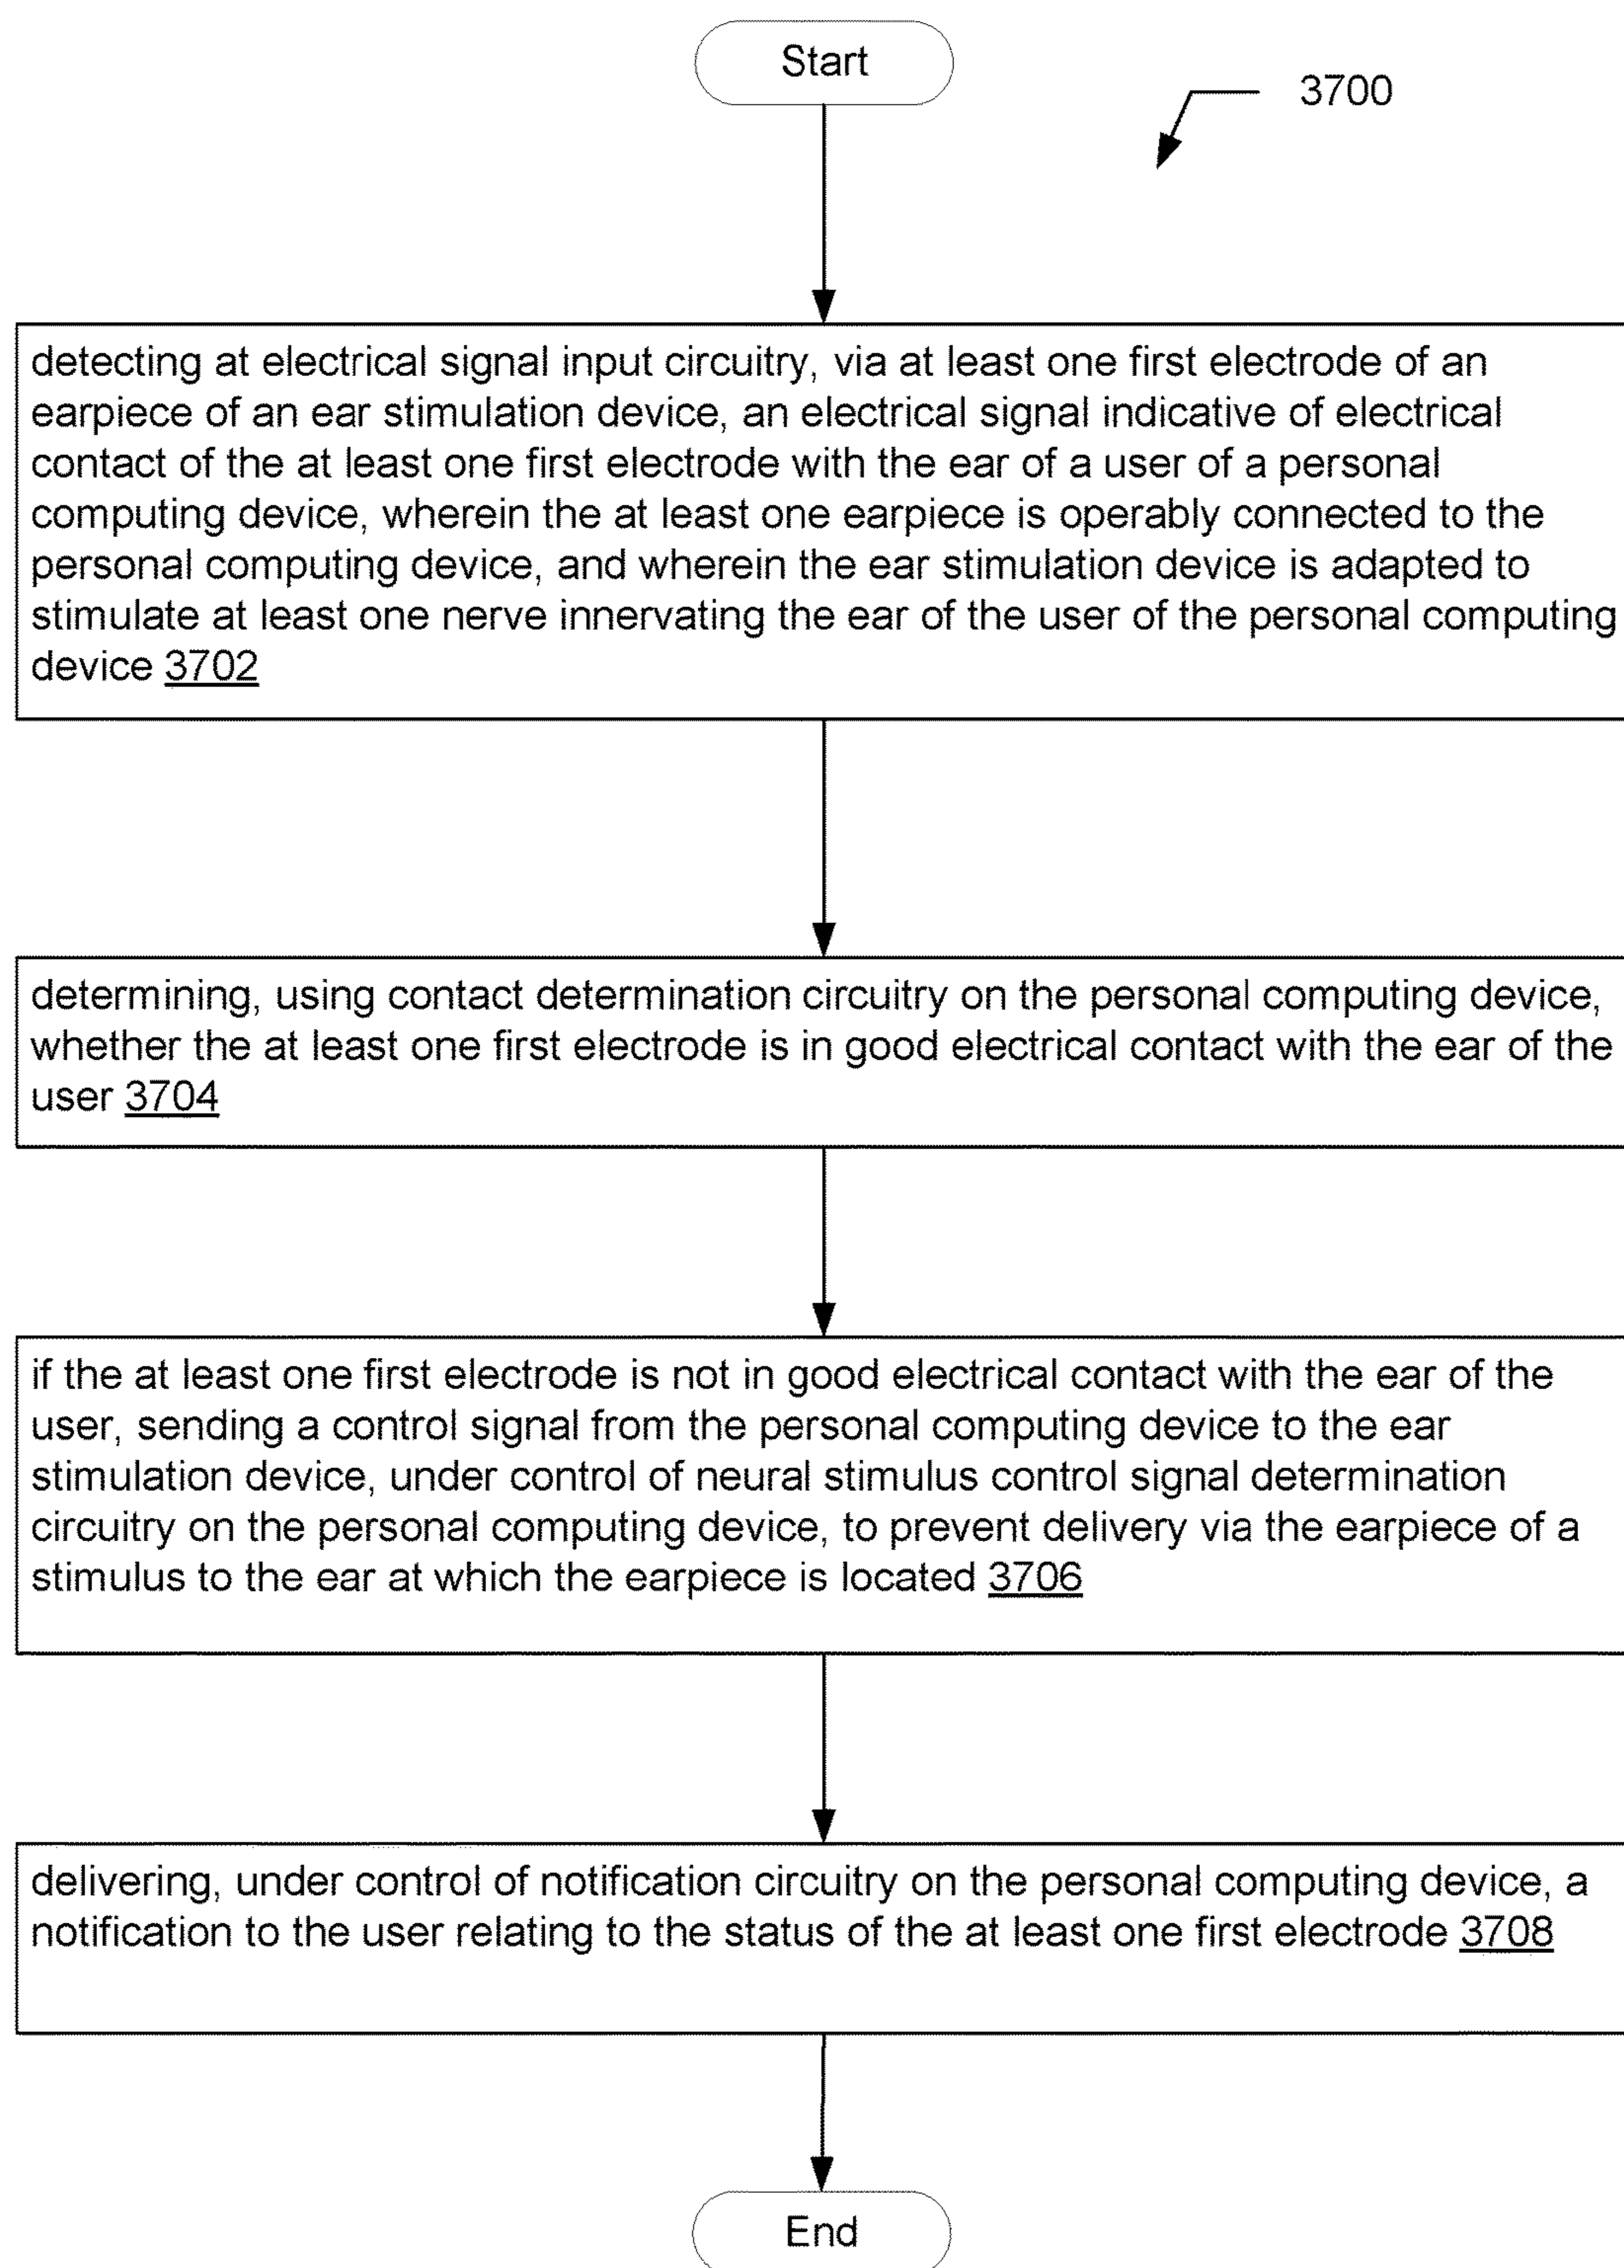 Start
3700
detecting at electrical signal input circuitry, via at least one first electrode of an
earpiece of an ear stimulation device, an electrical signal indicative of electrical
contact of the at least one first electrode with the ear of a user of a personal
computing device, wherein the at least one earpiece is operably connected to the
personal computing device, and wherein the ear stimulation device is adapted to
stimulate at least one nerve innervating the ear of the user of the personal computing
device 3702
determining, using contact determination circuitry on the personal computing device,
whether the at least one first electrode is in good electrical contact with the ear of the
user 3704
if the at least one first electrode is not in good electrical contact with the ear of the
user, sending a control signal from the personal computing device to the ear
stimulation device, under control of neural stimulus control signal determination
circuitry on the personal computing device, to prevent delivery via the earpiece of a
stimulus to the ear at which the earpiece is located 3706
delivering, under control of notification circuitry on the personal computing device, a
notification to the user relating to the status of the at least one first electrode 3708
End